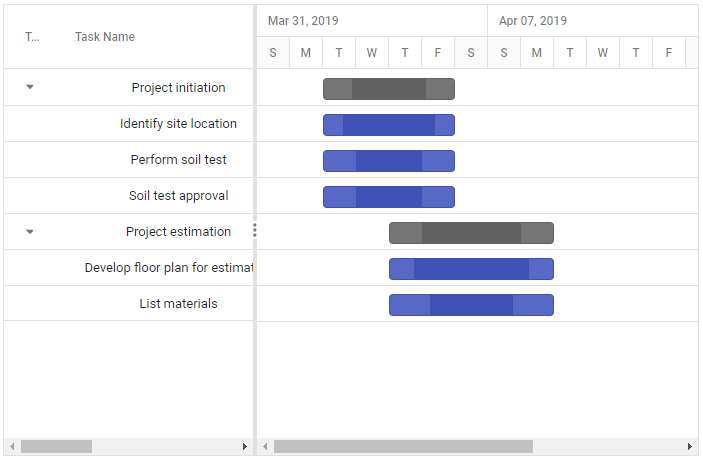 Mar 31, 2019 Apr 07, 2019
T... Task Name
S M T W T F S S M T W T F
Project initiation
Identify site location
Perform soil test
Soil test approval
Project estimation
Develop floor plan for estimat
List materials